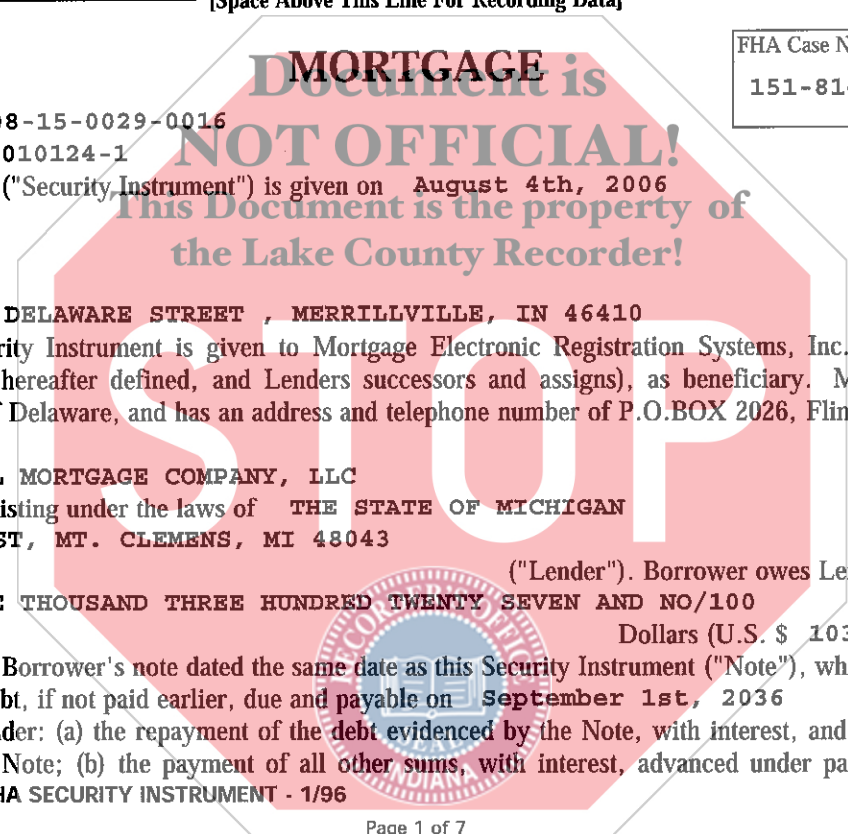 [Space Above This Line For Recording Data]
MORTGAGE
FHA Case N
151-81
Document is
NOT OFFICIAL!
This Document is the property of
the Lake County Recorder!
8-15-0029-0016
010124-1
("Security Instrument") is given on August 4th, 2006
DELAWARE STREET , MERRILLVILLE, IN 46410
rity Instrument is given to Mortgage Electronic Registration Systems, Inc.
hereafter defined, and Lenders successors and assigns), as beneficiary. M
Delaware, and has an address and telephone number of P.O.BOX 2026, Flin
STOP
MORTGAGE COMPANY, LLC
isting under the laws of THE STATE OF MICHIGAN
ST, MT. CLEMENS, MI 48043
("Lender"). Borrower owes Le
THOUSAND THREE HUNDRED TWENTY SEVEN AND NO/100
Dollars (U.S. $ 103
Borrower's note dated the same date as this Security Instrument ("Note"), wh
bt, if not paid earlier, due and payable on September 1st, 2036
der: (a) the repayment of the debt evidenced by the Note, with interest, and
Note; (b) the payment of all other sums, with interest, advanced under pa
HA SECURITY INSTRUMENT - 1/96
RECORDER'S OFFICE
SEAL
INDIANA
Page 1 of 7